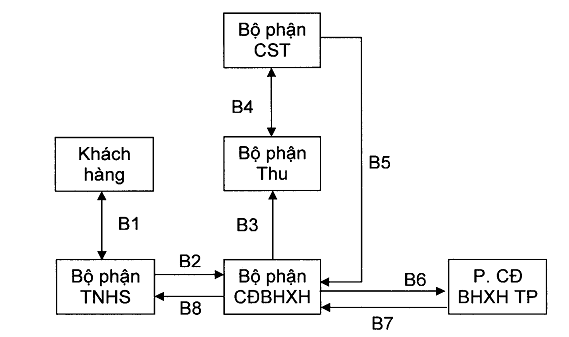 Bộ phận
CST
B4
B5
Khách
hàng
Bộ phận
Thu
B1
B3
Bộ phận
TNHS
B2
B8
Bộ phận
CĐBHXH
B6
B7
P. CĐ
BHXH TP